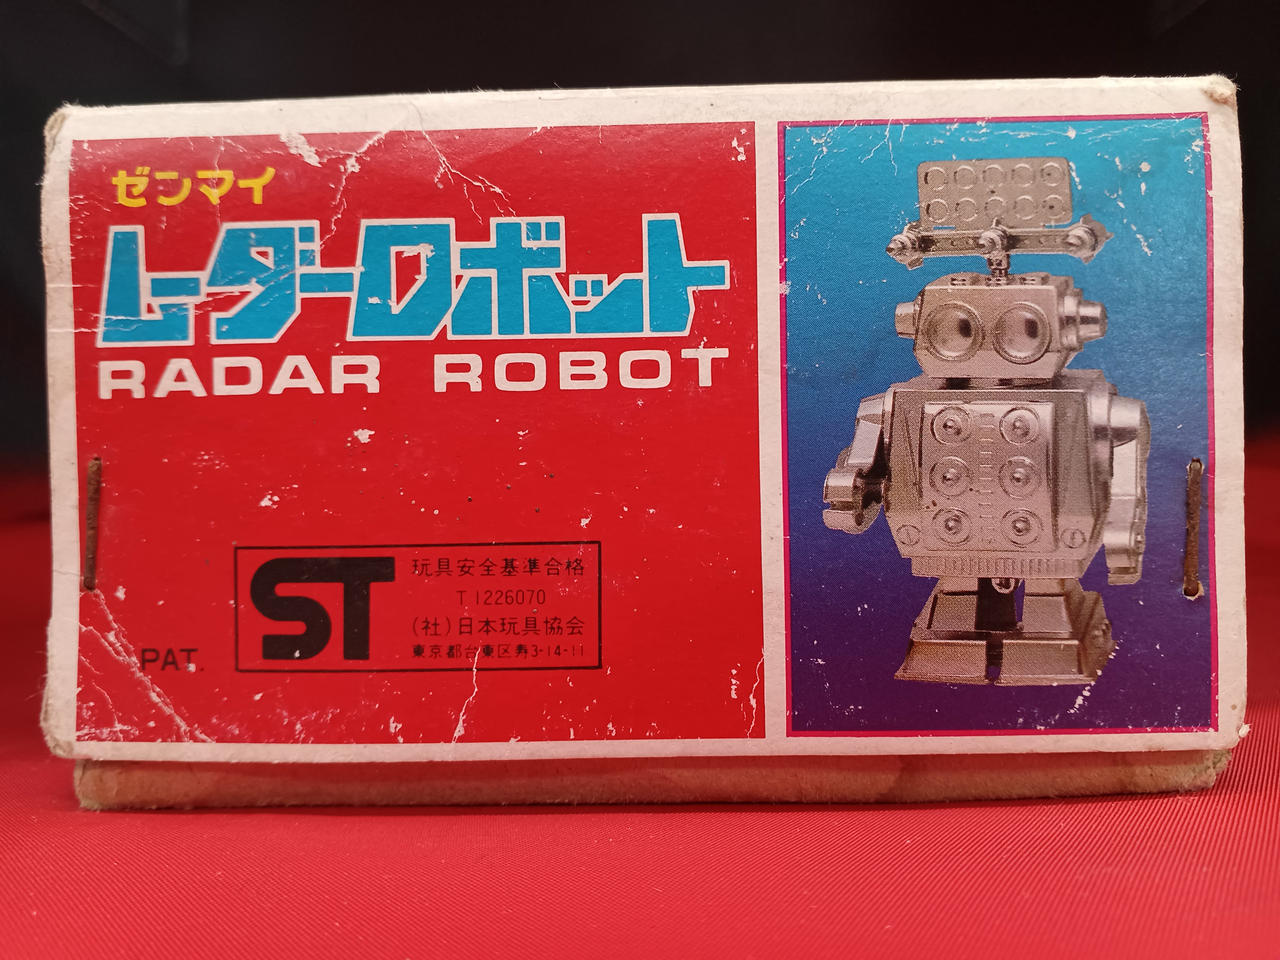 ゼンマイ
レーダーロボット
RADAR ROBOT
PAT.
ST
玩具安全基準合格
T1226070
(社)日本玩具協会
東京都台東区寿3-14-11